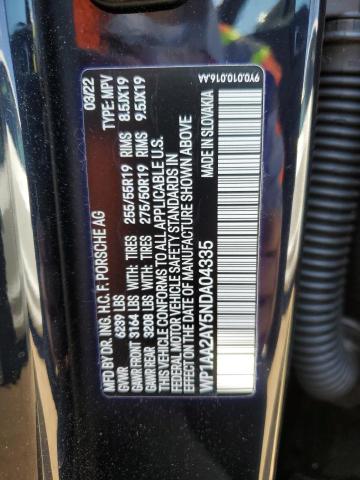 MFD BY DR. ING. H.C. F. PORSCHE AG 03/22
GVWR 6239 LBS TYPE: MPV
GAWR FRONT 3164 LBS WITH TIRES 255/55R19 RIMS 8.5JX19
GAWR REAR 3208 LBS WITH TIRES 275/50R19 RIMS 9.5JX19
THIS VEHICLE CONFORMS TO ALL APPLICABLE U.S.
FEDERAL MOTOR VEHICLE SAFETY STANDARDS IN
EFFECT ON THE DATE OF MANUFACTURE SHOWN ABOVE
MADE IN SLOVAKIA
WP1AA2AY5NDA04335
9Y0.010.016.AA